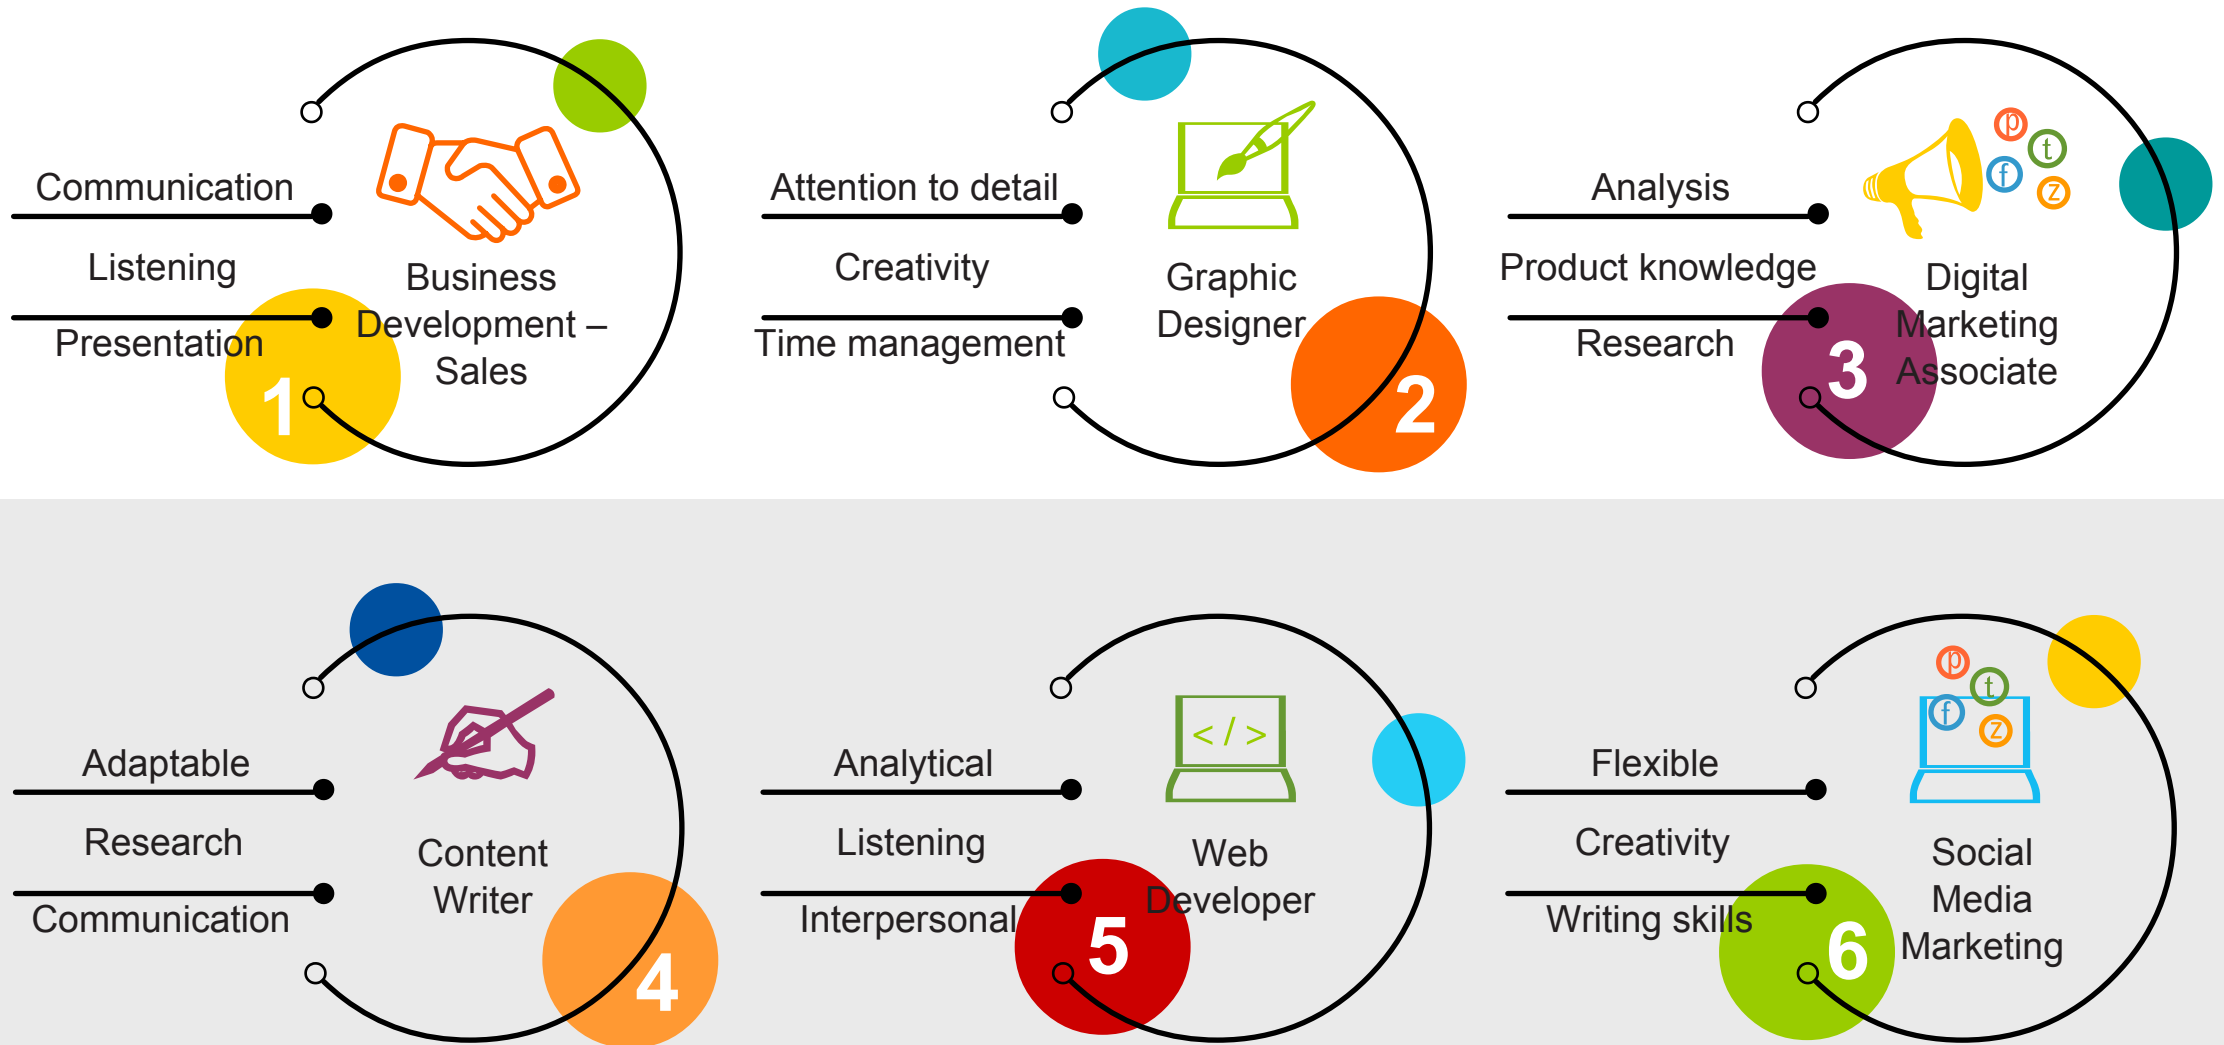 Communication
Listening
Presentation
Business
Development –
Sales
1
Attention to detail
Creativity
Time management
Graphic
Designer
2
Analysis
Product knowledge
Research
p
t
f
z
Digital
Marketing
Associate
3
Adaptable
Research
Communication
Content
Writer
4
Analytical
Listening
Interpersonal
< / >
Web
Developer
5
Flexible
Creativity
Writing skills
p
t
f
z
Social
Media
Marketing
6